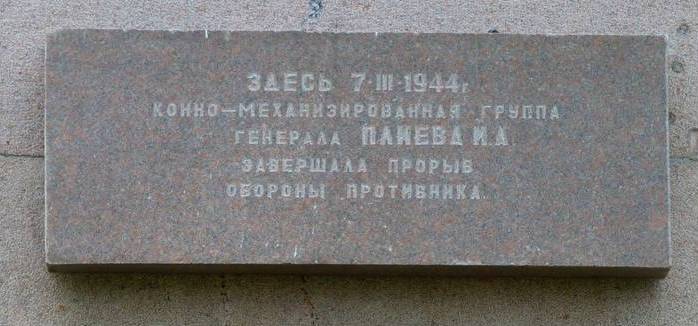 ЗДЕСЬ 7·III·1944г.
КОННО-МЕХАНИЗИРОВАННАЯ ГРУППА
ГЕНЕРАЛА ПЛИЕВА И.А.
ЗАВЕРШАЛА ПРОРЫВ
ОБОРОНЫ ПРОТИВНИКА.